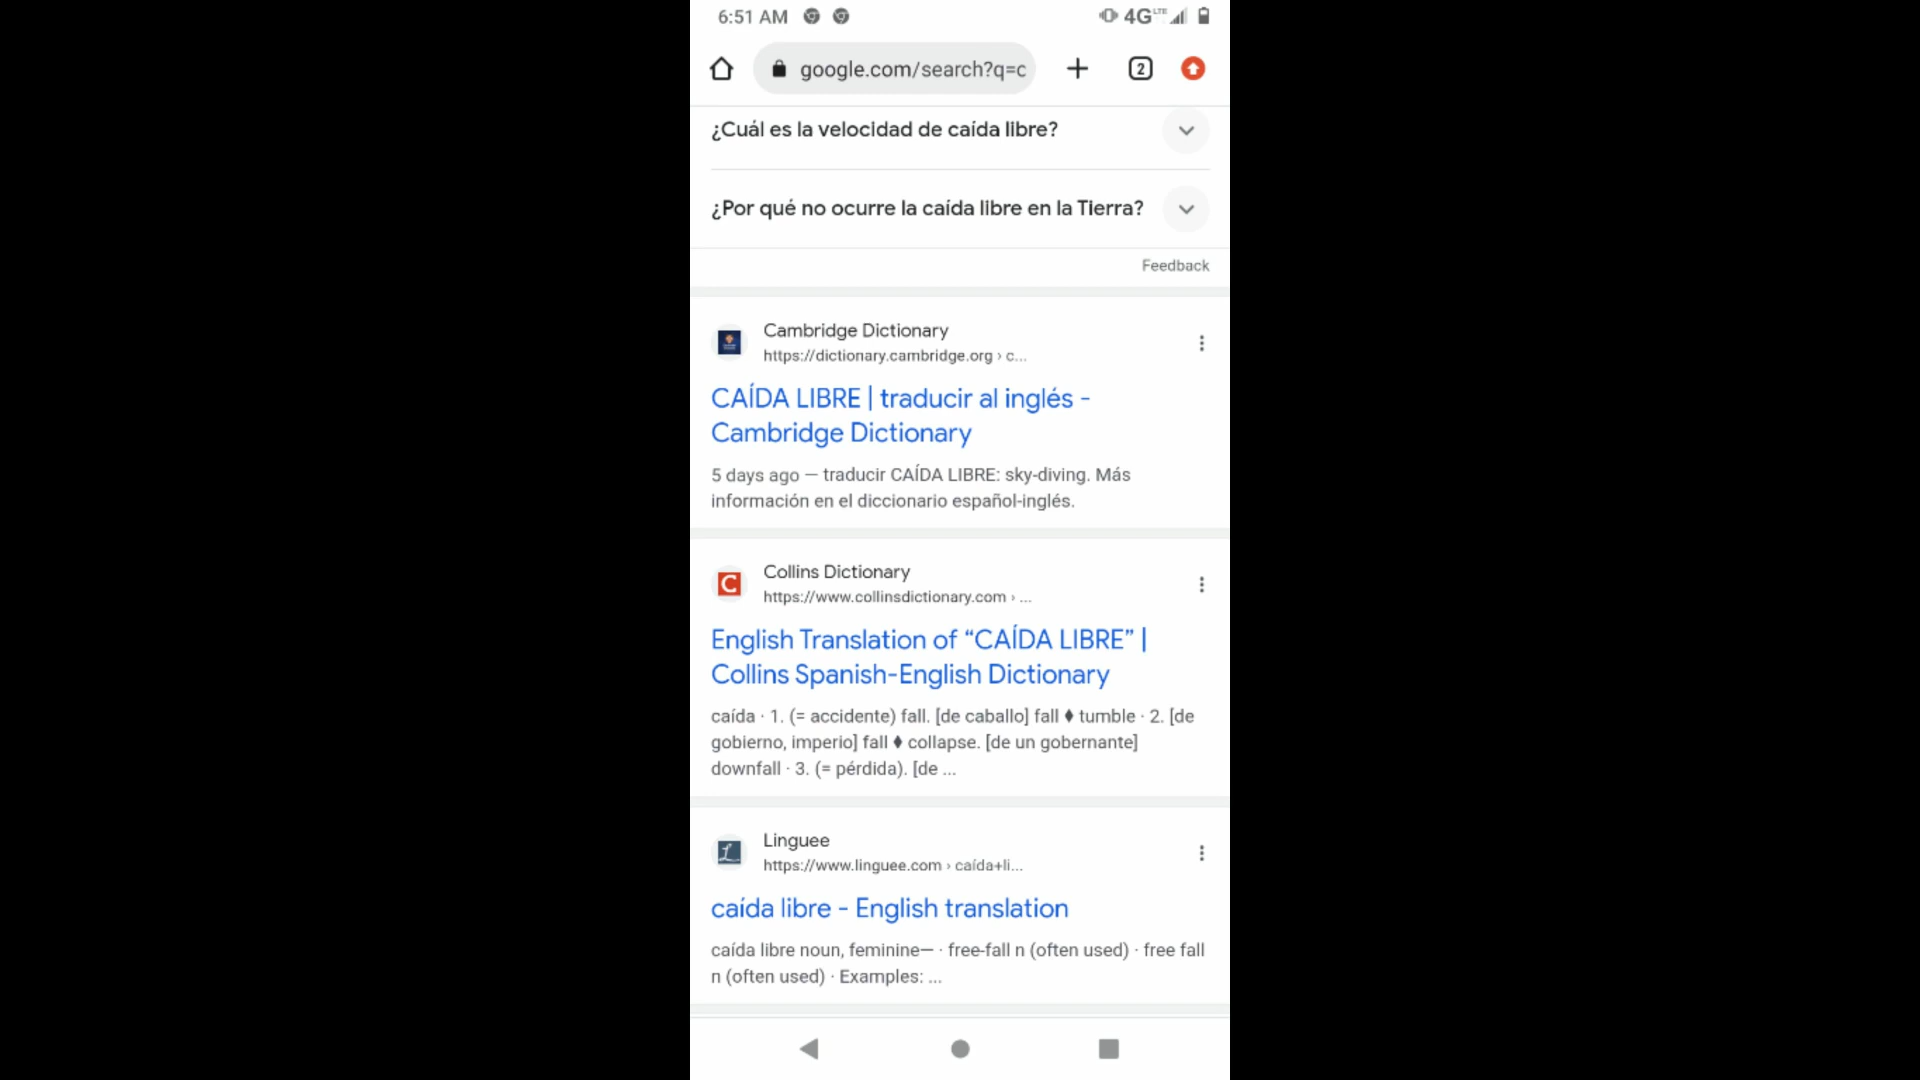 6:51 AM
4G LTE
google.com/search?q=c
2
¿Cuál es la velocidad de caída libre?
¿Por qué no ocurre la caída libre en la Tierra?
Feedback
Cambridge Dictionary
https://dictionary.cambridge.org › c...
CAÍDA LIBRE | traducir al inglés -
Cambridge Dictionary
5 days ago — traducir CAÍDA LIBRE: sky-diving. Más
información en el diccionario español-inglés.
C
Collins Dictionary
https://www.collinsdictionary.com › ...
English Translation of “CAÍDA LIBRE” |
Collins Spanish-English Dictionary
caída · 1. (= accidente) fall. [de caballo] fall ♦ tumble · 2. [de
gobierno, imperio] fall ♦ collapse. [de un gobernante]
downfall · 3. (= pérdida). [de ...
L
Linguee
https://www.linguee.com › caída+li...
caída libre - English translation
caída libre noun, feminine— · free-fall n (often used) · free fall
n (often used) · Examples: ...